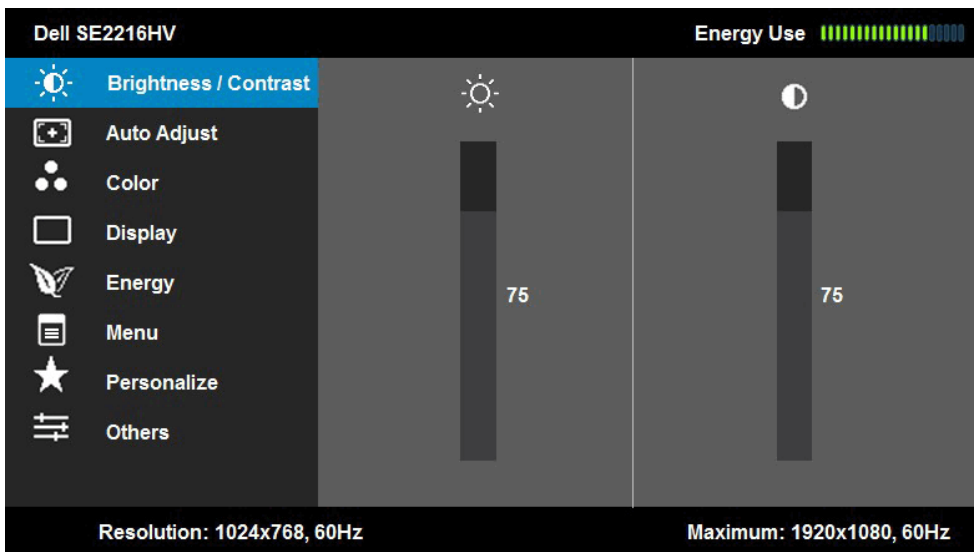 Dell SE2216HV
Energy Use
Brightness / Contrast
Auto Adjust
Color
Display
Energy
Menu
Personalize
Others
75
75
Resolution: 1024x768, 60Hz
Maximum: 1920x1080, 60Hz